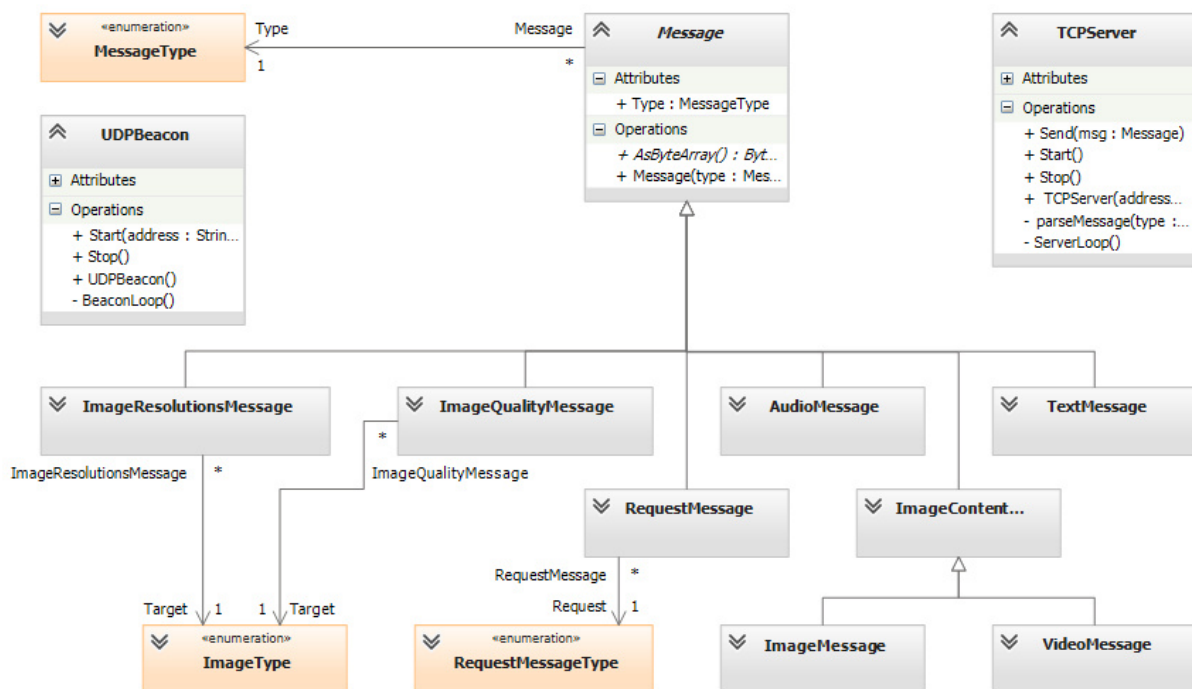 «enumeration»
MessageType
Type
1
Message
*
Message
Attributes
+ Type : MessageType
Operations
+ AsByteArray() : Byt...
+ Message(type : Mes...
TCPServer
Attributes
Operations
+ Send(msg : Message)
+ Start()
+ Stop()
+ TCPServer(address...
- parseMessage(type :...
- ServerLoop()
UDPBeacon
Attributes
Operations
+ Start(address : Strin...
+ Stop()
+ UDPBeacon()
- BeaconLoop()
ImageResolutionsMessage
ImageQualityMessage
AudioMessage
TextMessage
ImageResolutionsMessage
*
*
ImageQualityMessage
RequestMessage
ImageContent...
RequestMessage
*
Target
1
1
Target
Request
1
«enumeration»
ImageType
«enumeration»
RequestMessageType
ImageMessage
VideoMessage